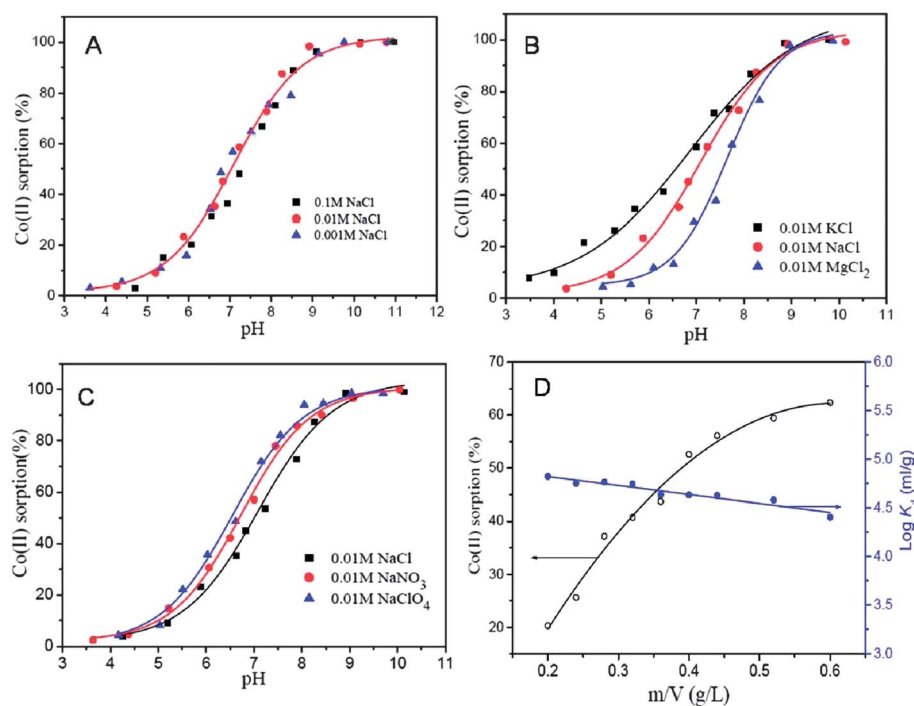 A
Co(II) sorption (%)
100
80
60
40
20
0
0.1M NaCl
0.01M NaCl
0.001M NaCl
3 4 5 6 7 8 9 10 11 12
pH
B
Co(II) sorption (%)
100
80
60
40
20
0
0.01M KCl
0.01M NaCl
0.01M MgCl2
3 4 5 6 7 8 9 10 11
pH
C
Co(II) sorption(%)
100
80
60
40
20
0
0.01M NaCl
0.01M NaNO3
0.01M NaClO4
3 4 5 6 7 8 9 10 11
pH
D
Co(II) sorption (%)
70
60
50
40
30
20
6.0
5.5
5.0
4.5
4.0
3.5
3.0
Log Kd (ml/g)
0.2 0.3 0.4 0.5 0.6
m/V (g/L)